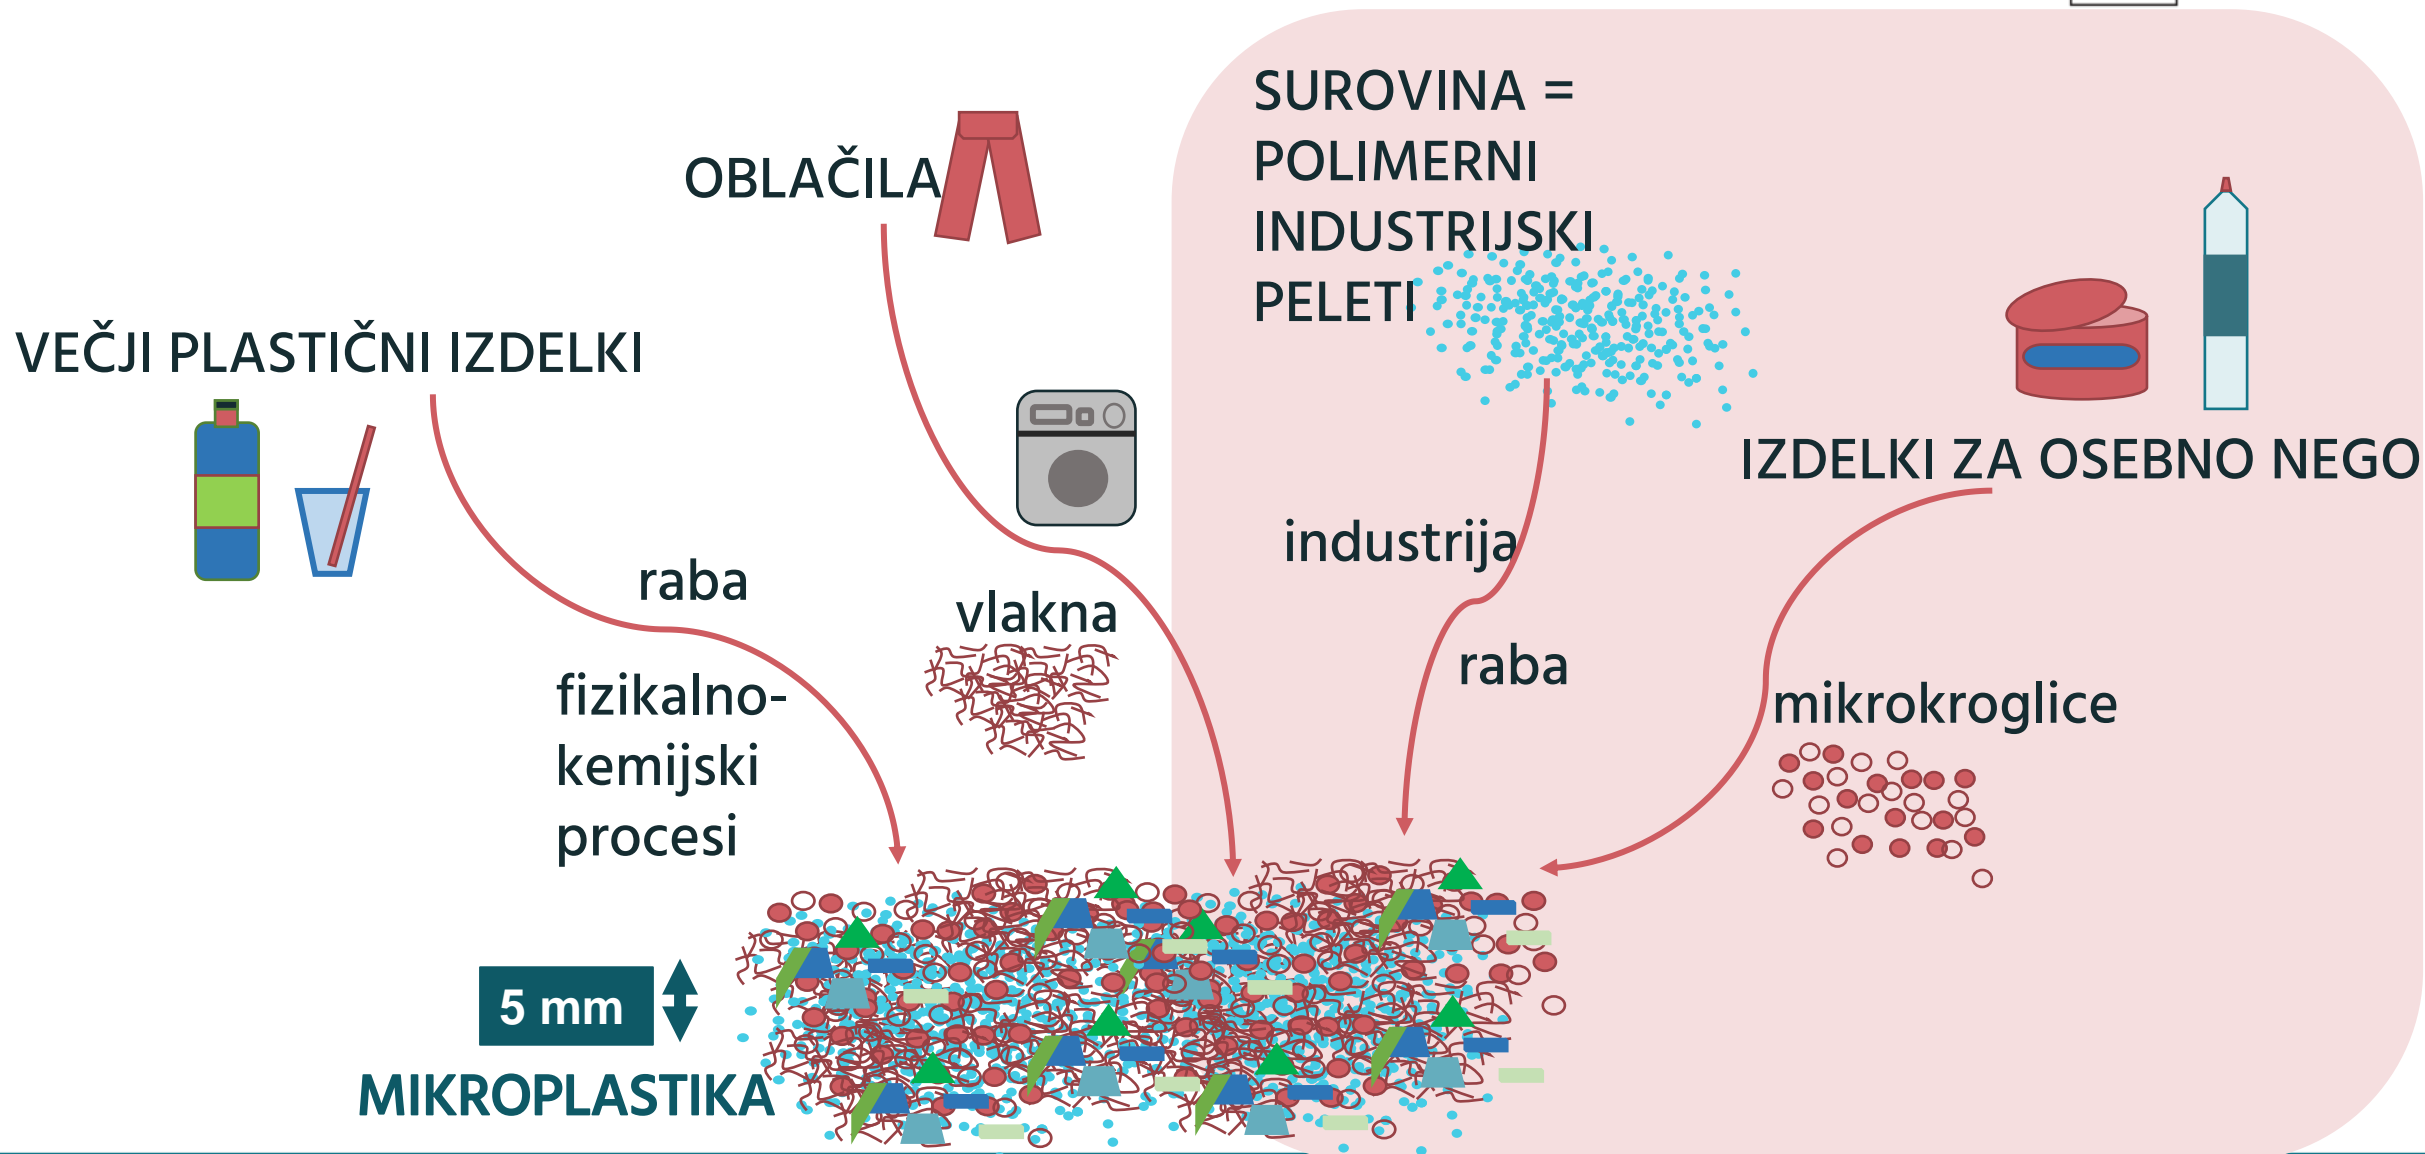 VEČJI PLASTIČNI IZDELKI
raba
fizikalno-
kemijski
procesi
OBLAČILA
vlakna
SUROVINA =
POLIMERNI
INDUSTRIJSKI
PELETI
industrija
raba
IZDELKI ZA OSEBNO NEGO
mikrokroglice
5 mm
MIKROPLASTIKA